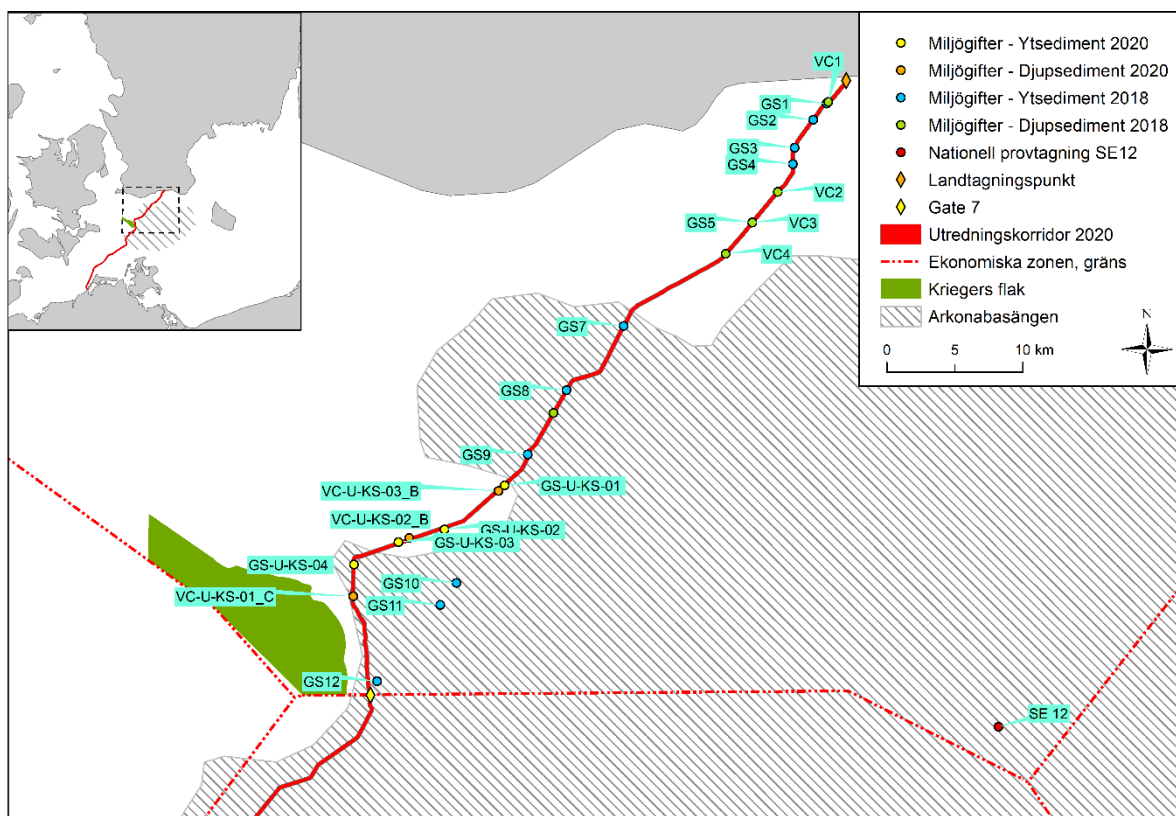 VC1
GS1
GS2
GS3
GS4
VC2
GS5
VC3
VC4
GS7
GS8
GS9
VC-U-KS-03_B
GS-U-KS-01
VC-U-KS-02_B
GS-U-KS-02
GS-U-KS-03
GS-U-KS-04
GS10
VC-U-KS-01_C
GS11
GS12
SE 12
Miljögifter - Ytsediment 2020
Miljögifter - Djupsediment 2020
Miljögifter - Ytsediment 2018
Miljögifter - Djupsediment 2018
Nationell provtagning SE12
Landtagningspunkt
Gate 7
Utredningskorridor 2020
Ekonomiska zonen, gräns
Kriegers flak
Arkonabasängen
N
0 5 10 km